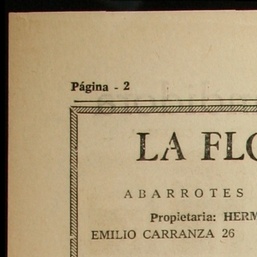 Página - 2
LA FLO
ABARROTES
Propietaria: HERM
EMILIO CARRANZA 26